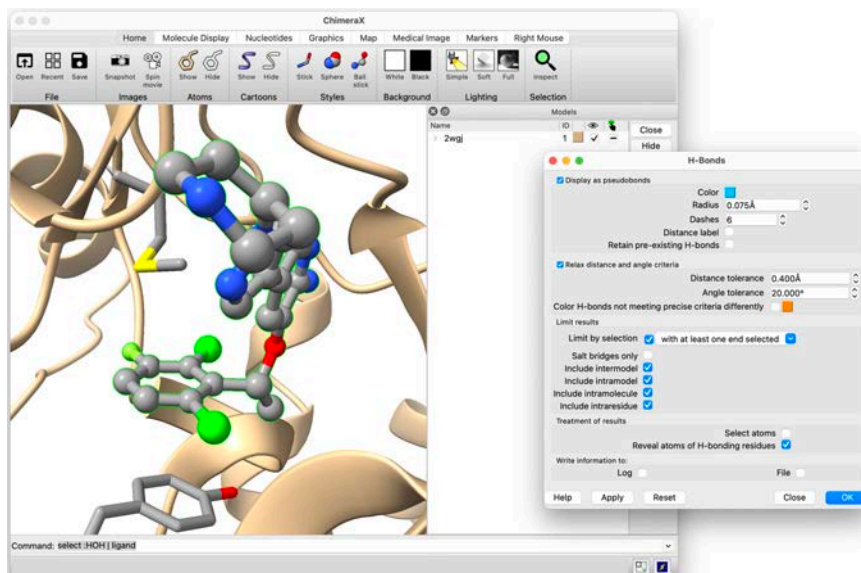 ChimeraX
Home Molecule Display Nucleotides Graphics Map Medical Image Markers Right Mouse
Open Recent Save Snapshot Spin movie Show Hide Show Hide Stick Sphere Ball stick White Black Simple Soft Full Inspect
File Images Atoms Cartoons Styles Background Lighting Selection
Models
Name ID
2wgj 1
Close
Hide
H-Bonds
Display as pseudobonds
Color
Radius 0.075Å
Dashes 6
Distance label
Retain pre-existing H-bonds
Relax distance and angle criteria
Distance tolerance 0.400Å
Angle tolerance 20.000°
Color H-bonds not meeting precise criteria differently
Limit results
Limit by selection with at least one end selected
Salt bridges only
Include intermodel
Include intramodel
Include intramolecule
Include intraresidue
Treatment of results
Select atoms
Reveal atoms of H-bonding residues
Write information to:
Log File
Help Apply Reset Close OK
Command: select :HOH | ligand